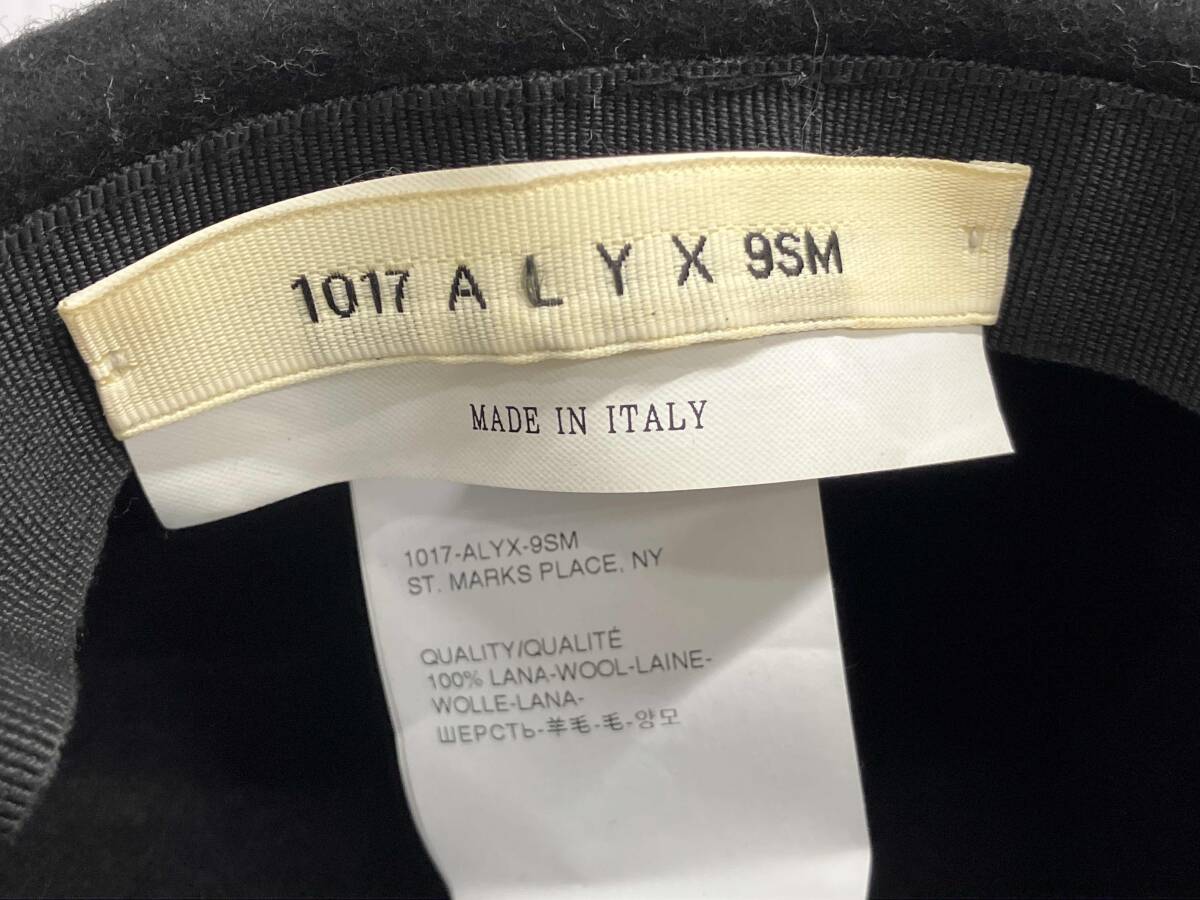 1017 A L Y X 9SM
MADE IN ITALY
1017-ALYX-9SM
ST. MARKS PLACE, NY
QUALITY/QUALITÉ
100% LANA-WOOL-LAINE-
WOLLE-LANA-
ШЕРСТЬ-羊毛-毛-양모